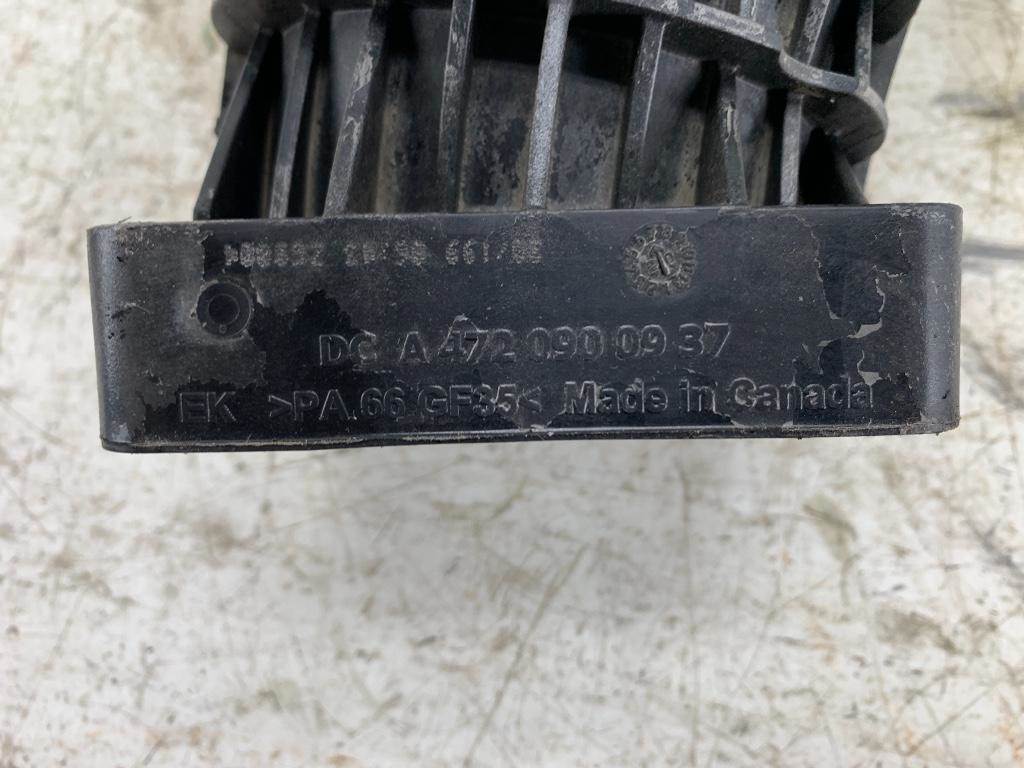 DC A 472 090 09 37
EK >PA 66 GF35< Made in Canada